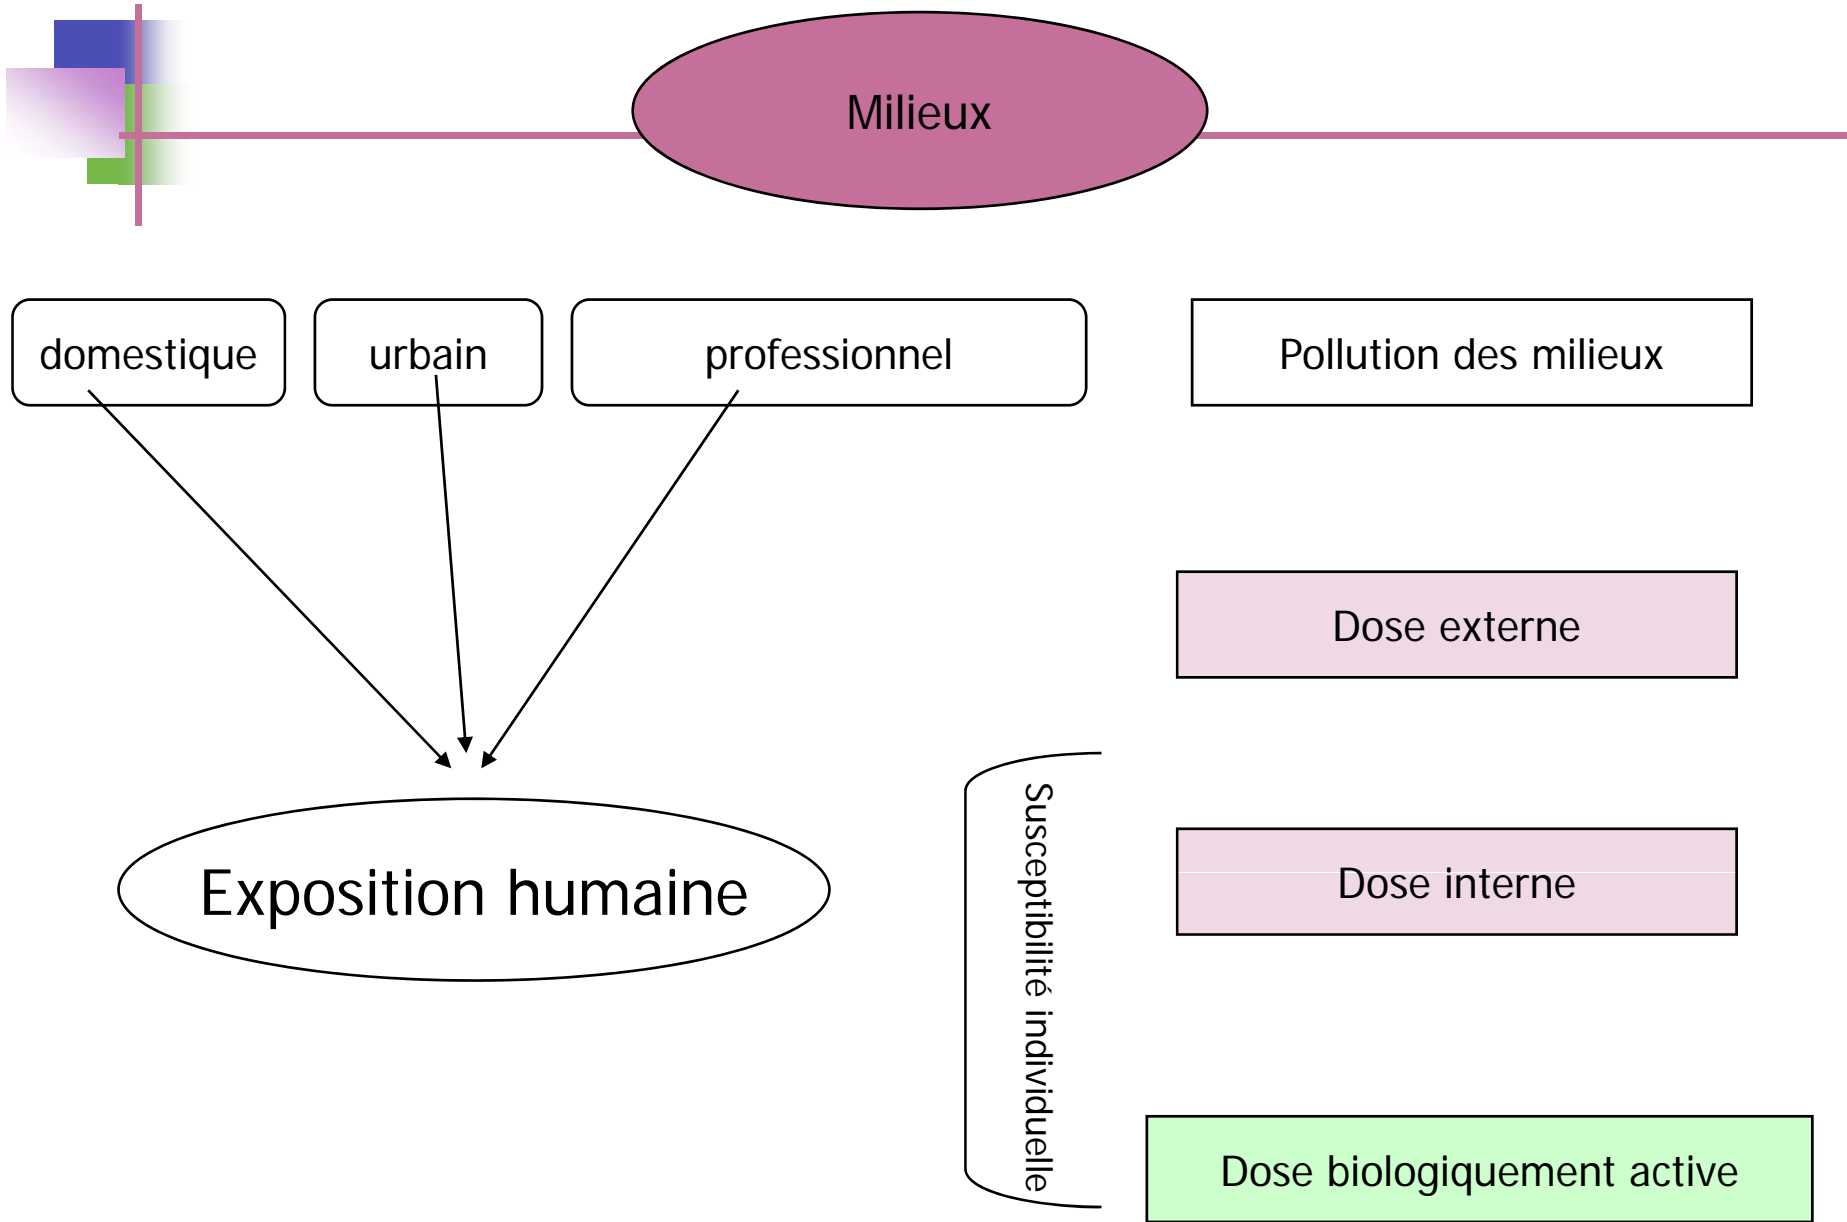 Milieux
domestique
urbain
professionnel
Pollution des milieux
Dose externe
Exposition humaine
Susceptibilité individuelle
Dose interne
Dose biologiquement active